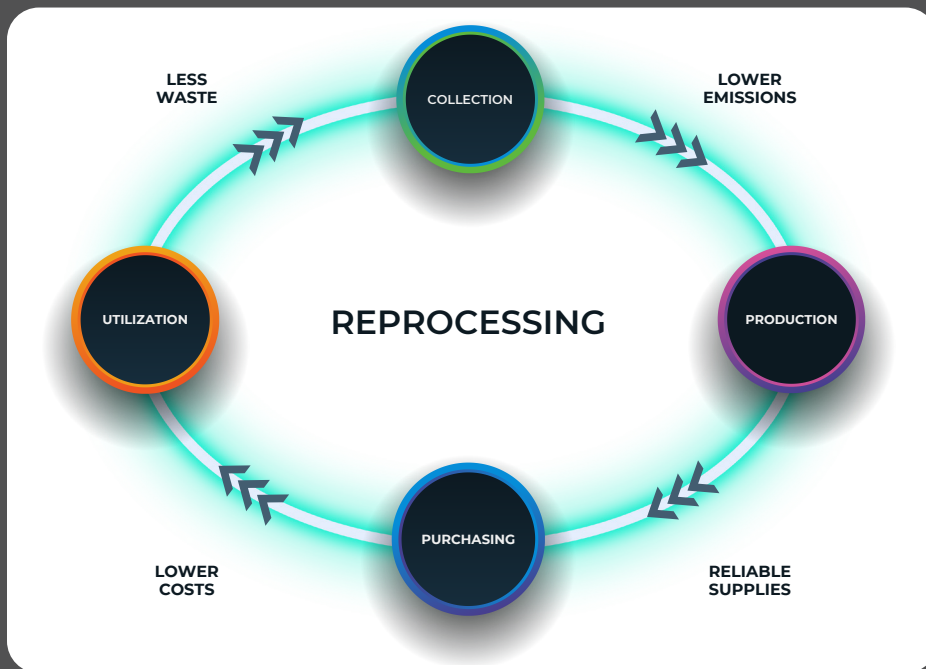 LESS
WASTE
COLLECTION
LOWER
EMISSIONS
UTILIZATION
REPROCESSING
PRODUCTION
LOWER
COSTS
PURCHASING
RELIABLE
SUPPLIES